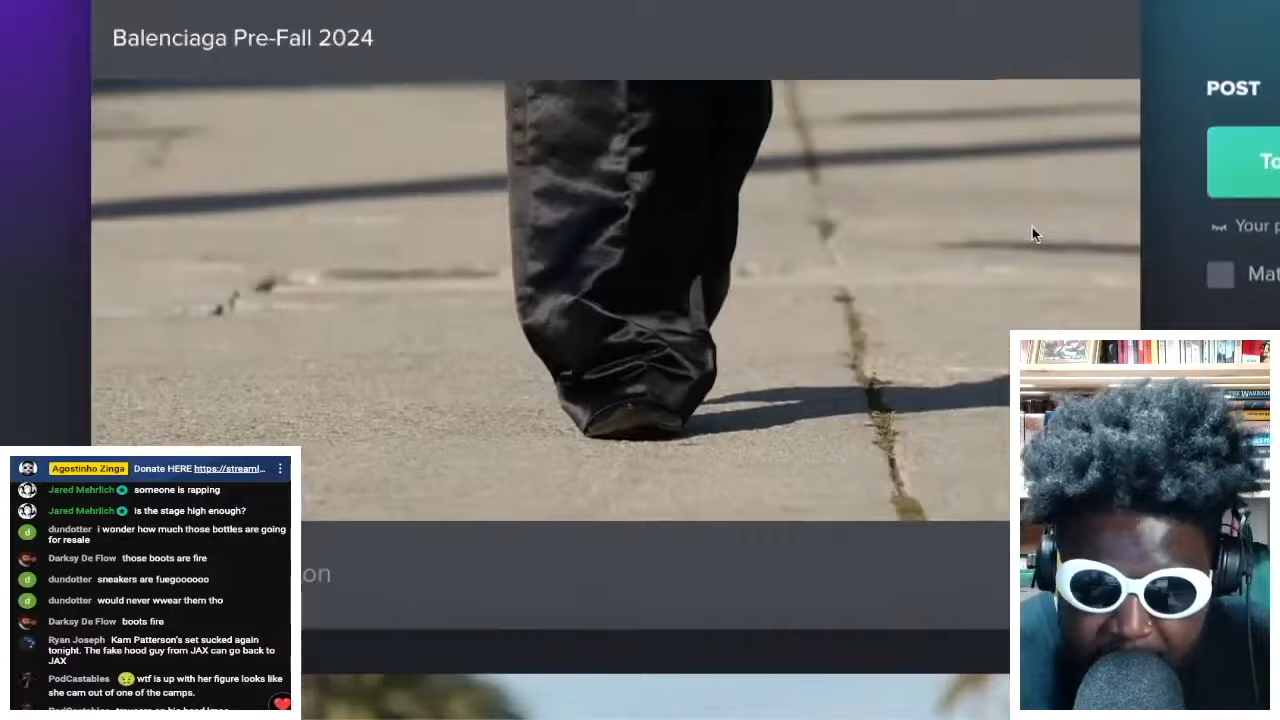 Balenciaga Pre-Fall 2024
POST
To
Your p
Mat
on
Agostinho Zinga Donate HERE https://streaml...
Jared Mehrlich someone is rapping
Jared Mehrlich is the stage high enough?
dundotter i wonder how much those bottles are going
for resale
Darksy De Flow those boots are fire
dundotter sneakers are fuegoooooo
dundotter would never wwear them tho
Darksy De Flow boots fire
Ryan Joseph Kam Patterson's set sucked again
tonight. The fake hood guy from JAX can go back to
JAX
PodCastables wtf is up with her figure looks like
she cam out of one of the camps.
THE WARRIOR